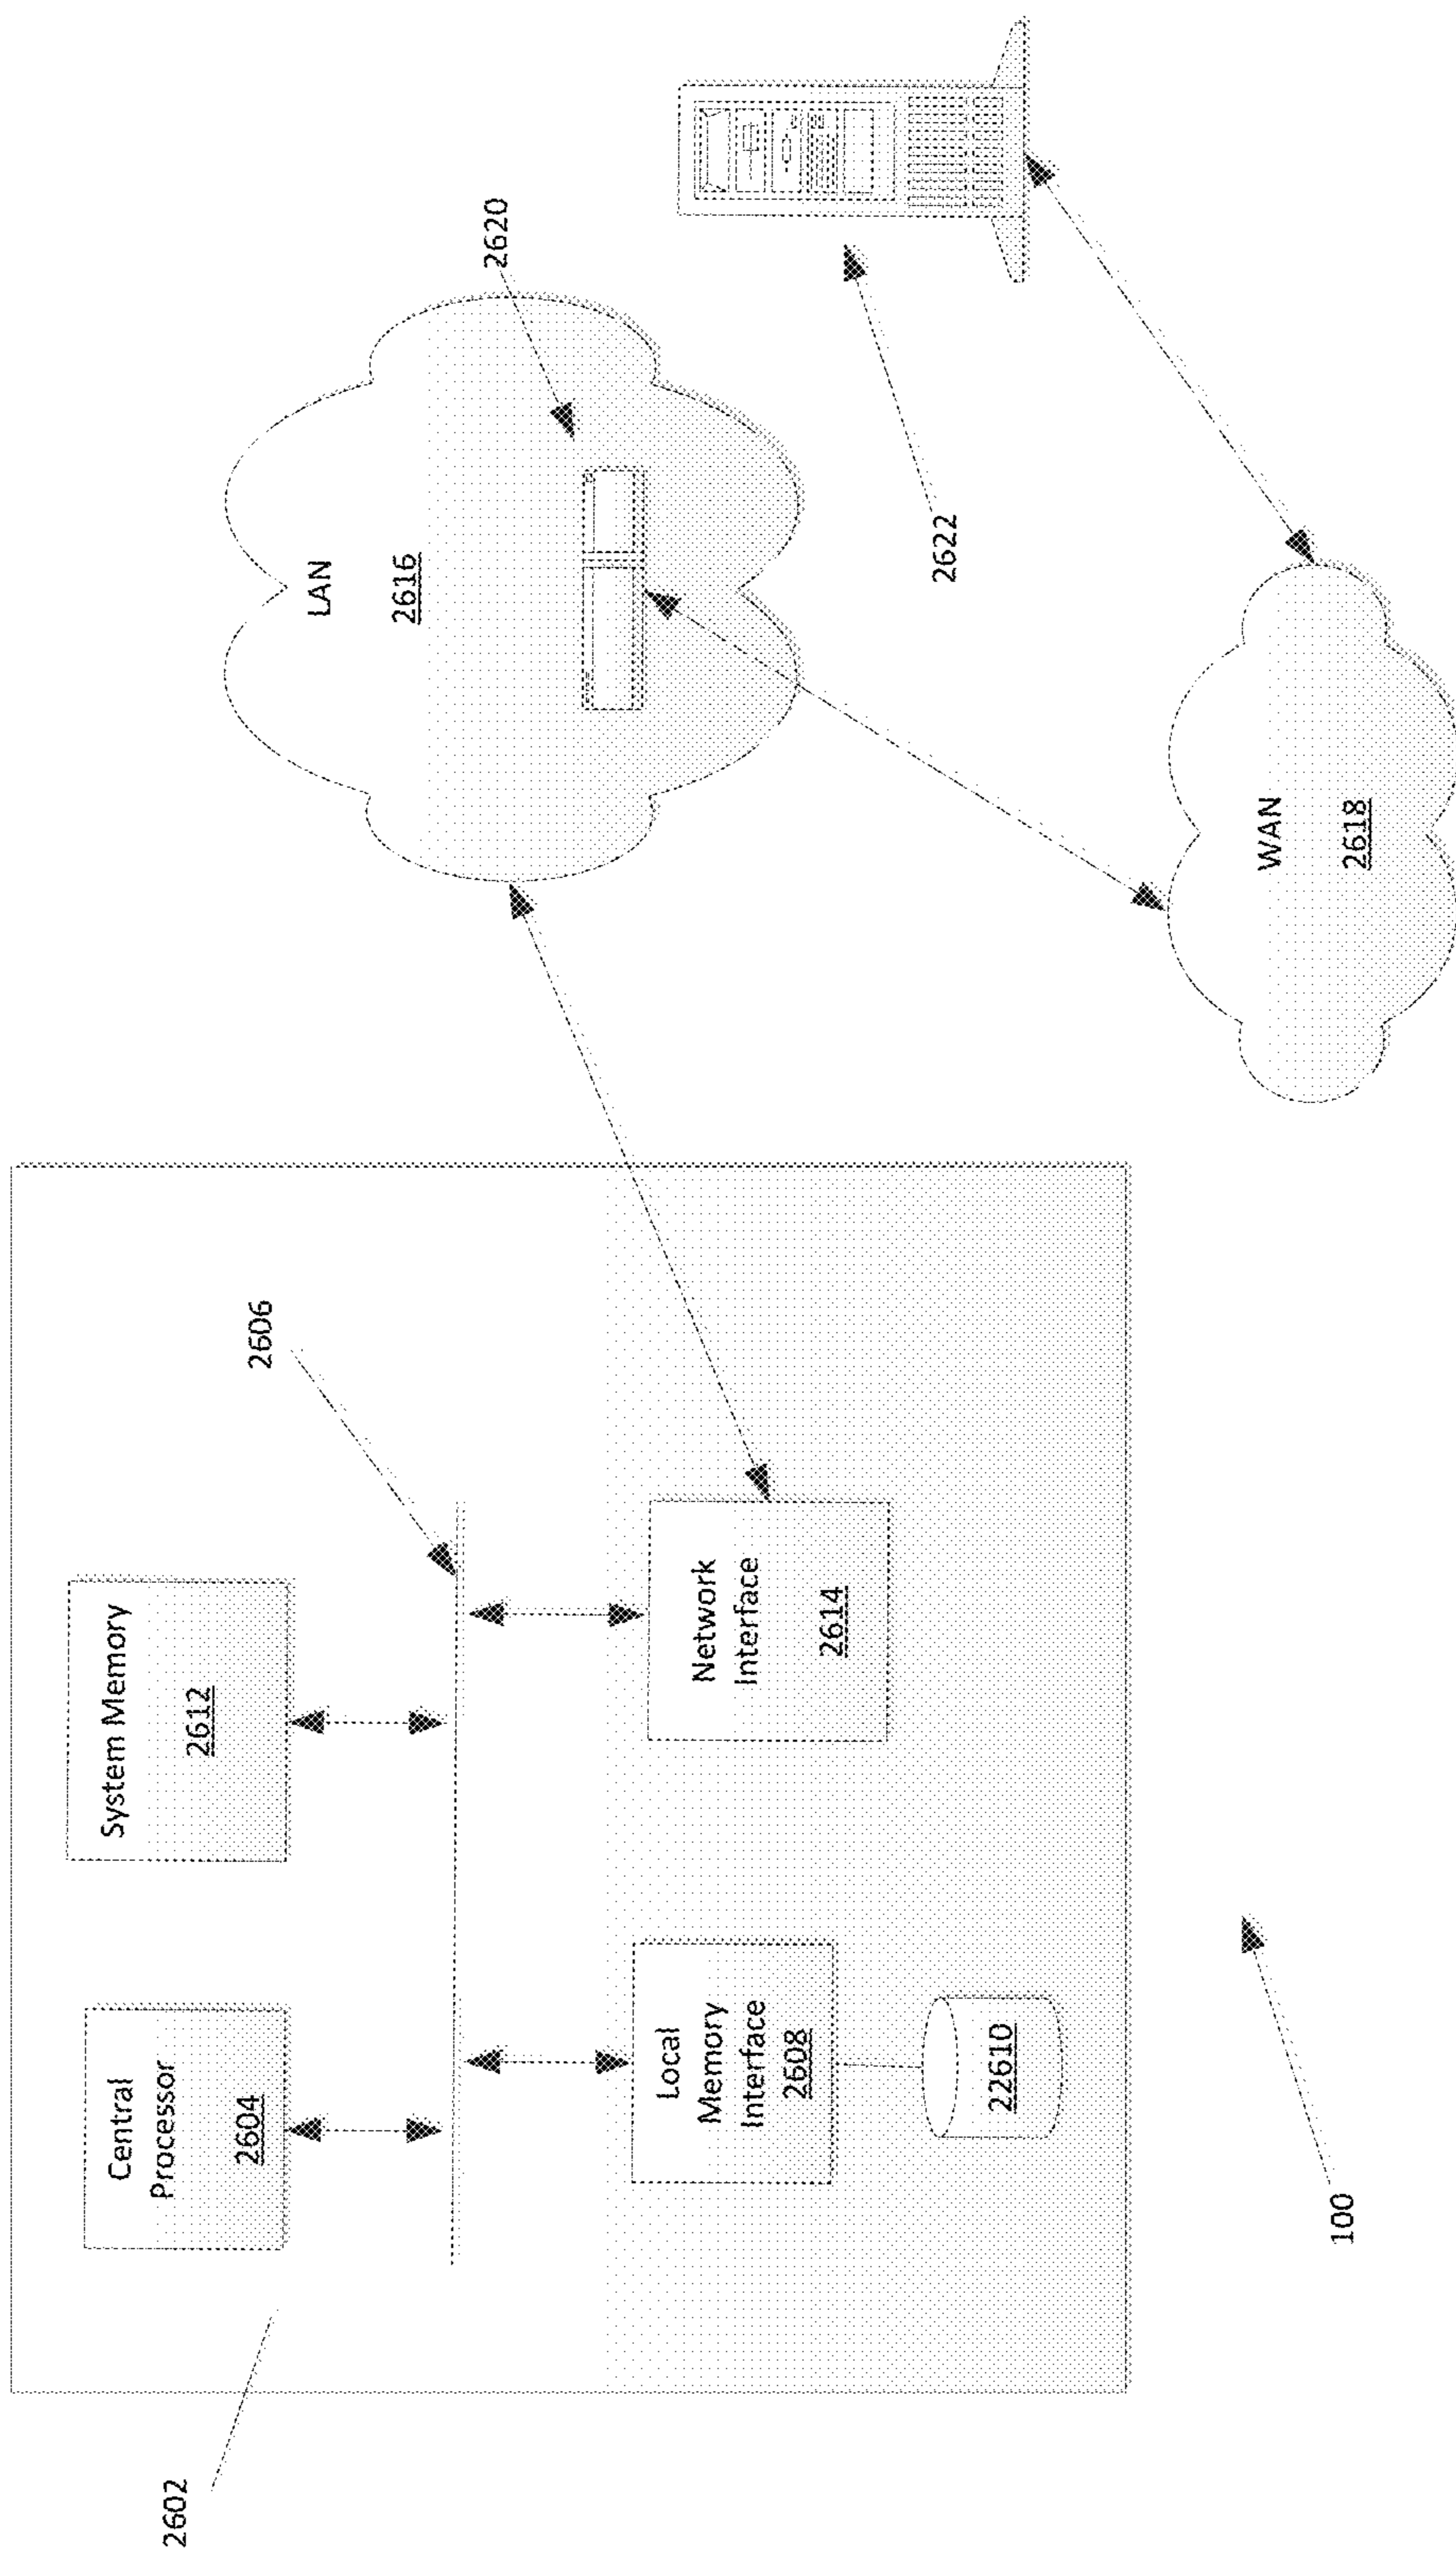 2602
Central
Processor
2604
System Memory
2612
2606
Local
Memory
Interface
2608
22610
Network
Interface
2614
100
LAN
2616
2620
2622
WAN
2618